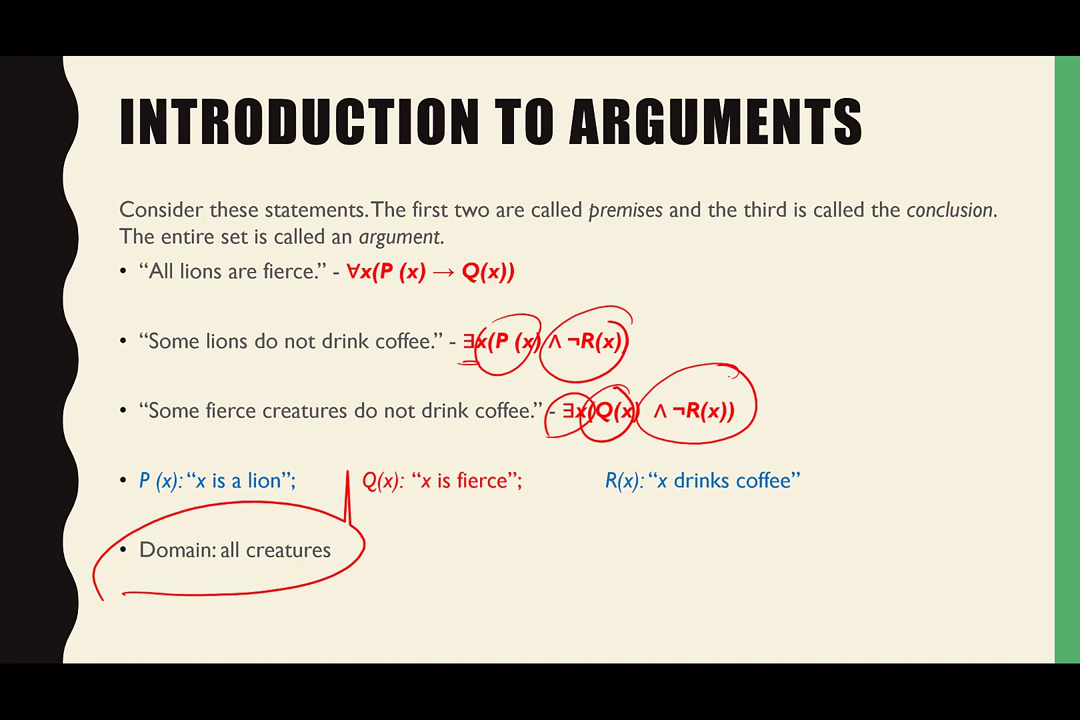 INTRODUCTION TO ARGUMENTS
Consider these statements. The first two are called premises and the third is called the conclusion.
The entire set is called an argument.
• “All lions are fierce.” - ∀x(P (x) → Q(x))
• “Some lions do not drink coffee.” - ∃x(P (x) ∧ ¬R(x))
• “Some fierce creatures do not drink coffee.” - ∃x(Q(x) ∧ ¬R(x))
• P (x): “x is a lion”; Q(x): “x is fierce”; R(x): “x drinks coffee”
• Domain: all creatures